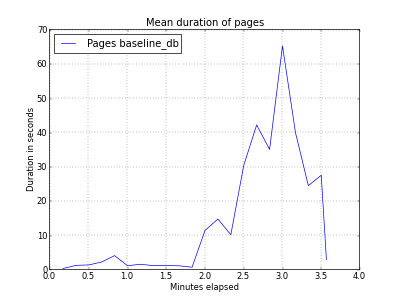 Mean duration of pages
70
60
50
40
30
20
10
0
Pages baseline_db
Duration in seconds
0.0 0.5 1.0 1.5 2.0 2.5 3.0 3.5 4.0
Minutes elapsed